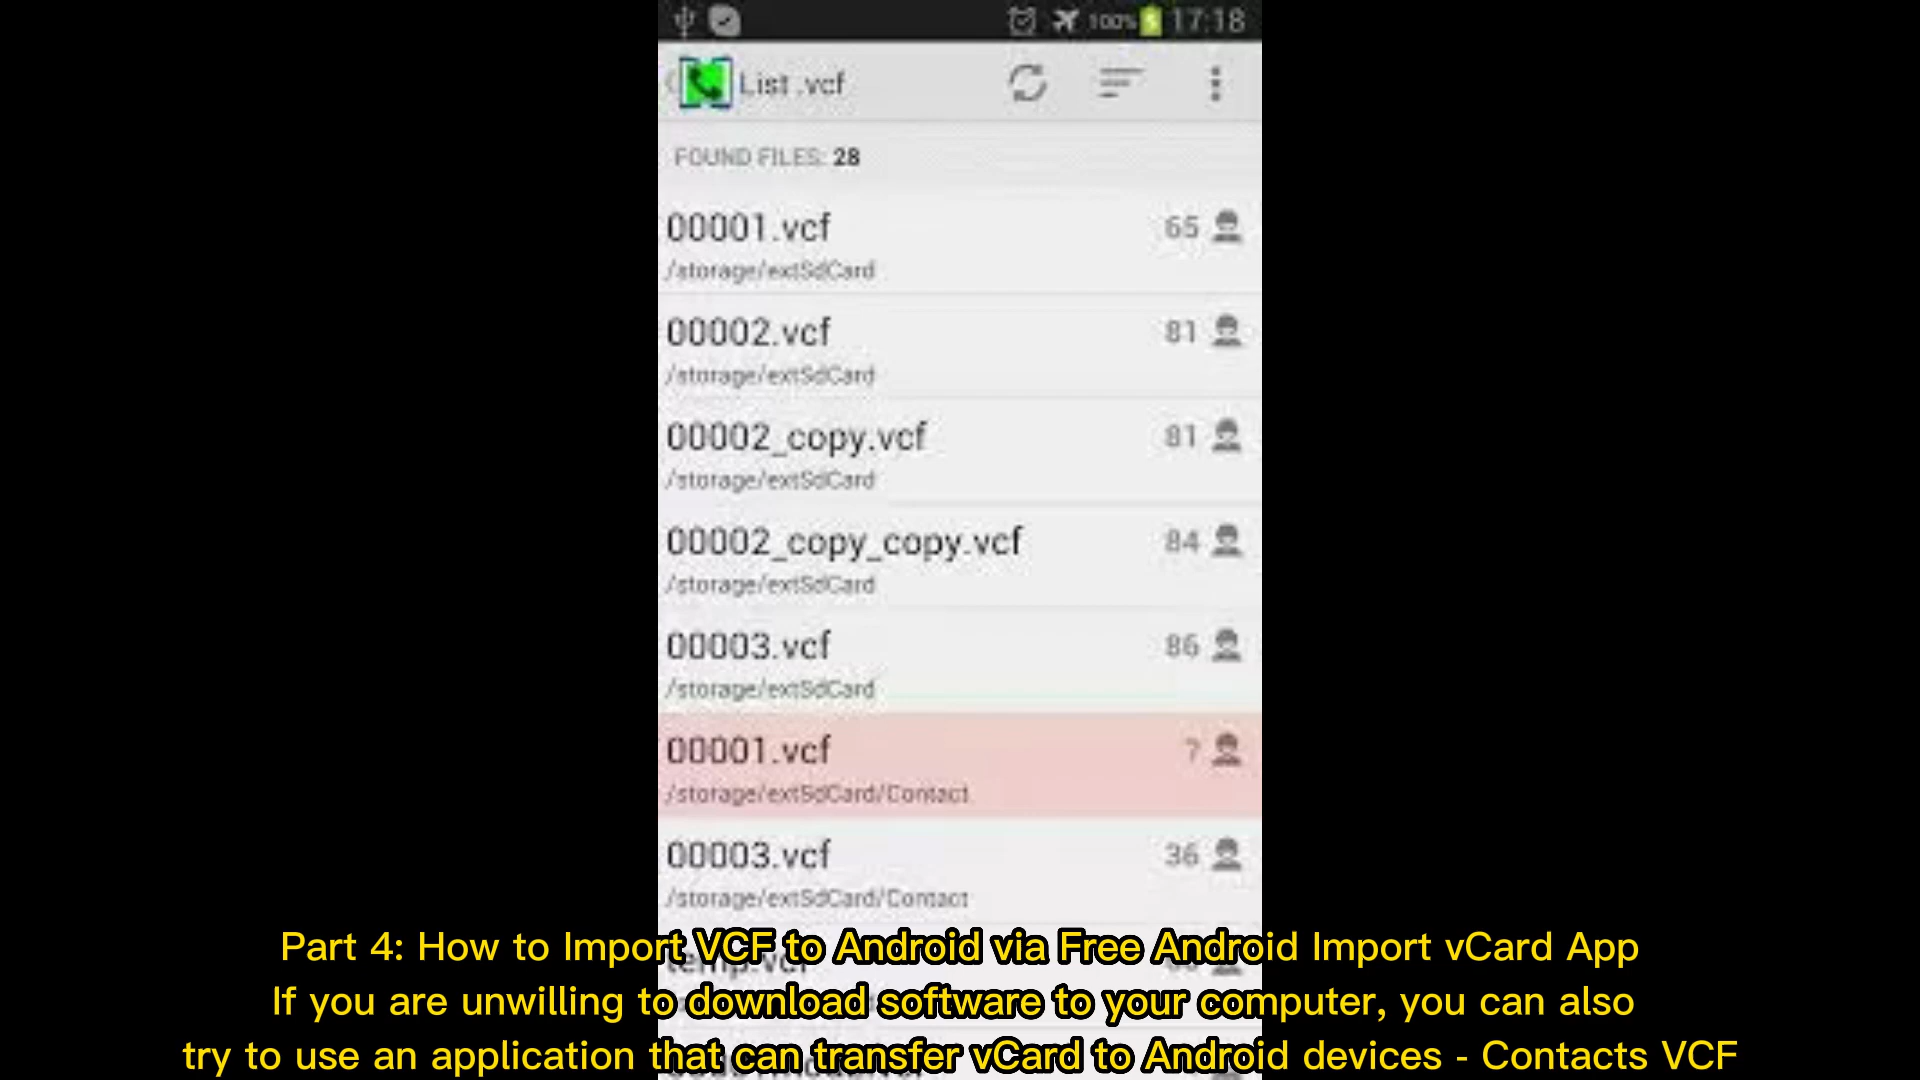 100% 17:18
List .vcf
FOUND FILES: 28
00001.vcf 65
/storage/extSdCard
00002.vcf 81
/storage/extSdCard
00002_copy.vcf 81
/storage/extSdCard
00002_copy_copy.vcf 84
/storage/extSdCard
00003.vcf 86
/storage/extSdCard
00001.vcf ?
/storage/extSdCard/Contact
00003.vcf 36
/storage/extSdCard/Contact
temp.vcf
Part 4: How to Import VCF to Android via Free Android Import vCard App
If you are unwilling to download software to your computer, you can also
try to use an application that can transfer vCard to Android devices - Contacts VCF